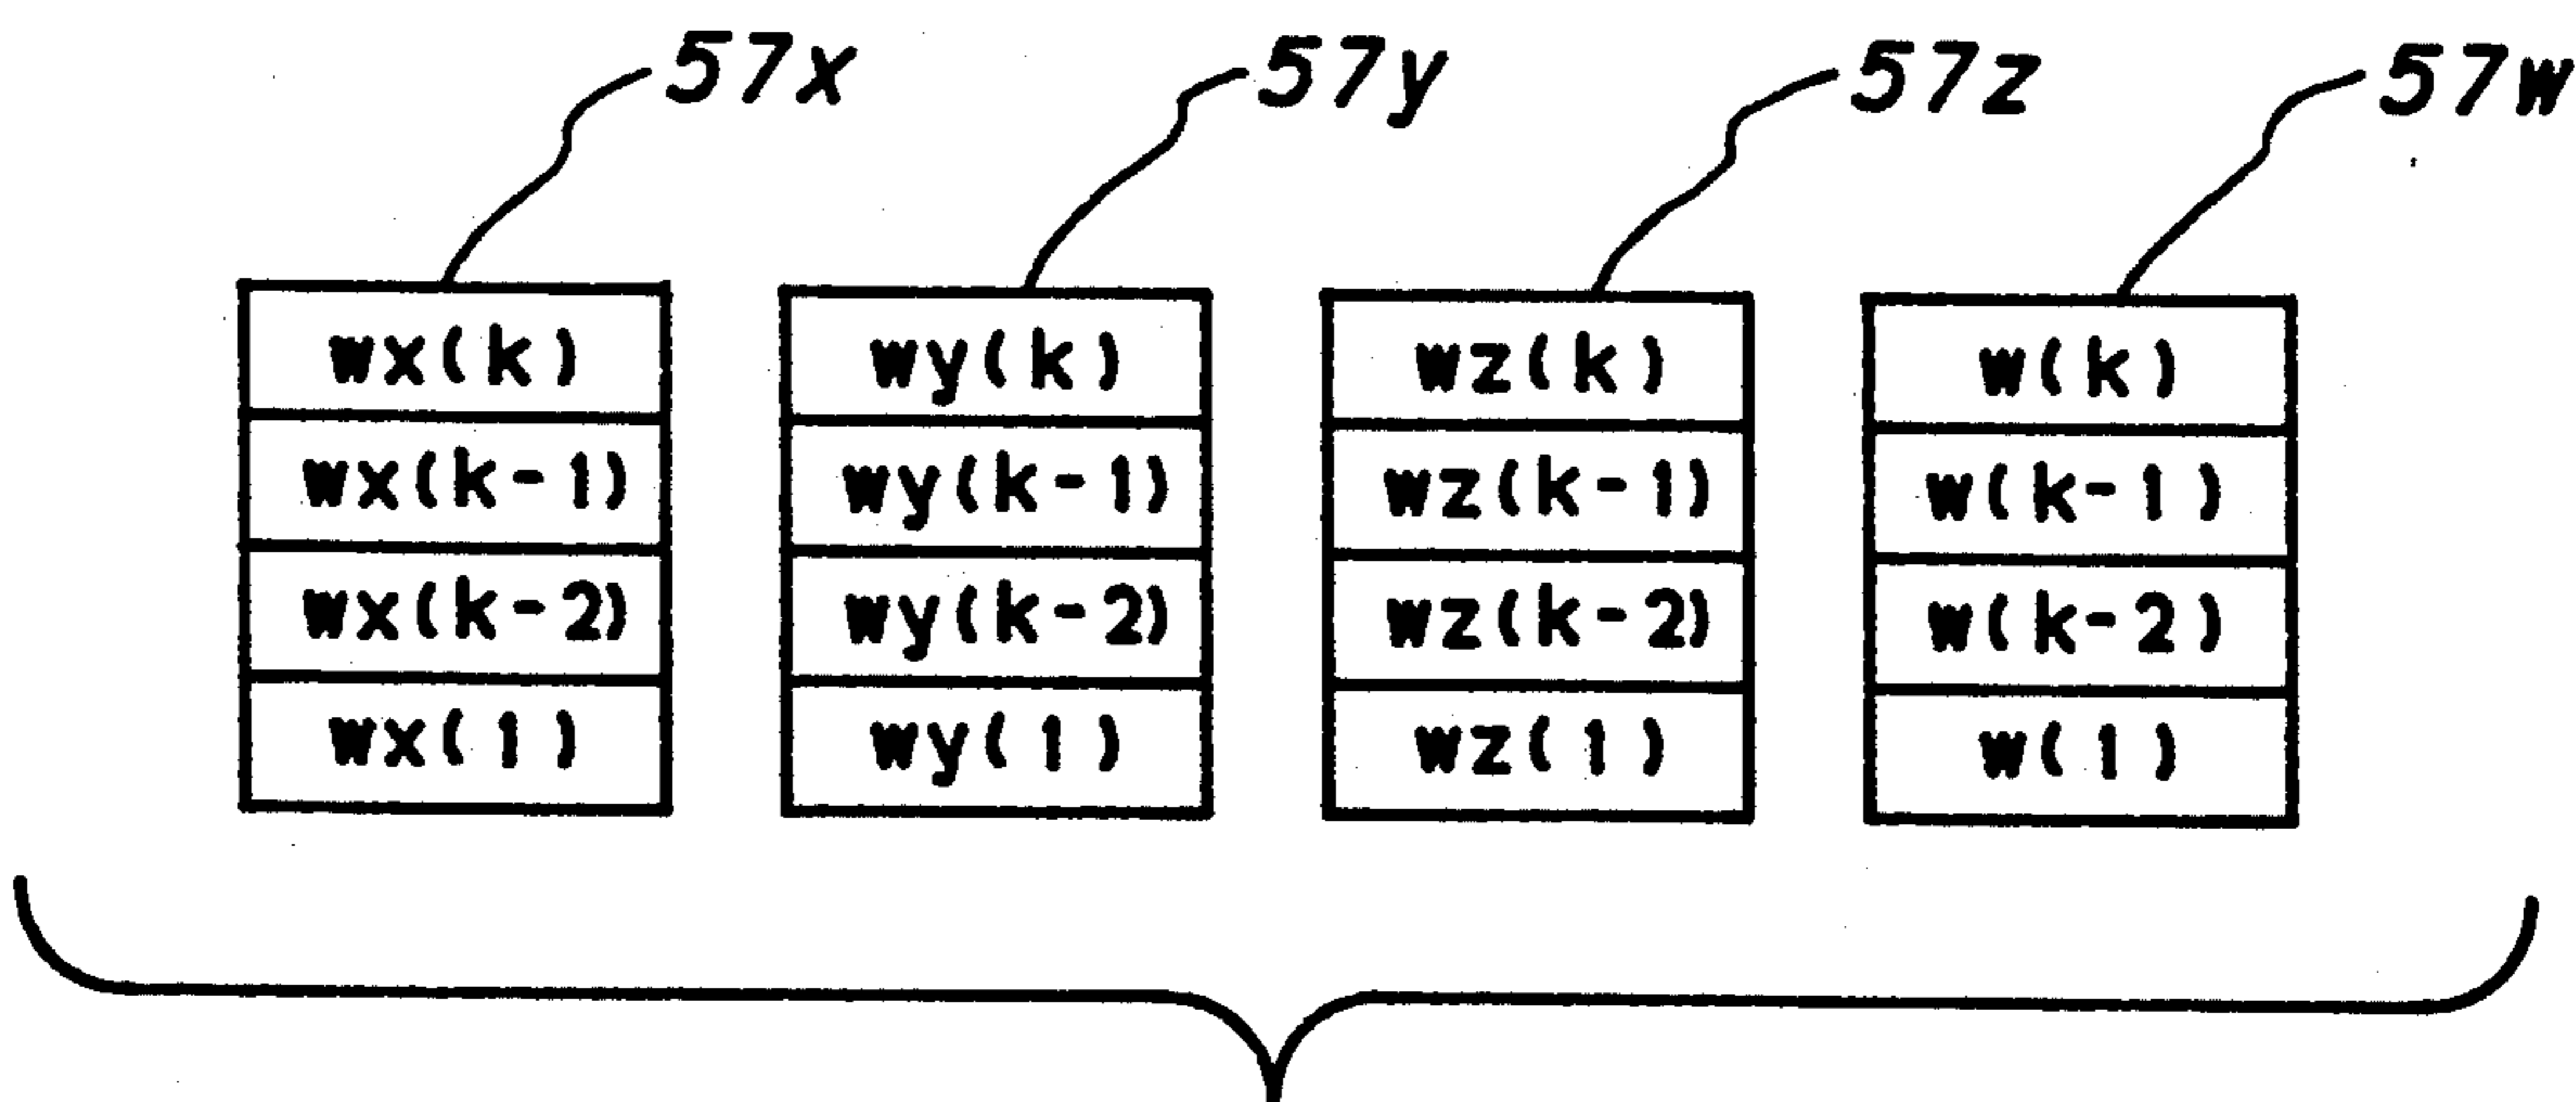 57x 57y 57z 57w
wx(k) wy(k) wz(k) w(k)
wx(k-1) wy(k-1) wz(k-1) w(k-1)
wx(k-2) wy(k-2) wz(k-2) w(k-2)
wx(1) wy(1) wz(1) w(1)